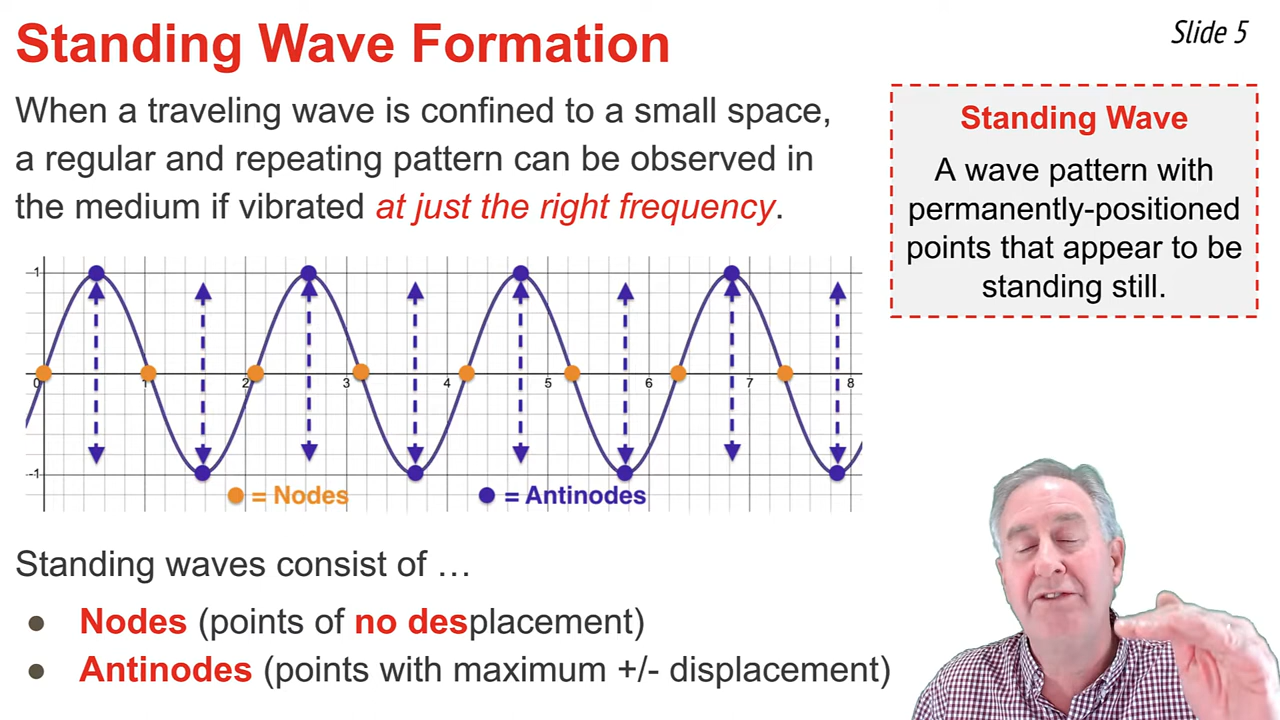 Standing Wave Formation
Slide 5
When a traveling wave is confined to a small space,
a regular and repeating pattern can be observed in
the medium if vibrated at just the right frequency.
Standing Wave
A wave pattern with
permanently-positioned
points that appear to be
standing still.
1
0 1 2 3 4 5 6 7 8
-1
= Nodes = Antinodes
Standing waves consist of …
● Nodes (points of no desplacement)
● Antinodes (points with maximum +/- displacement)